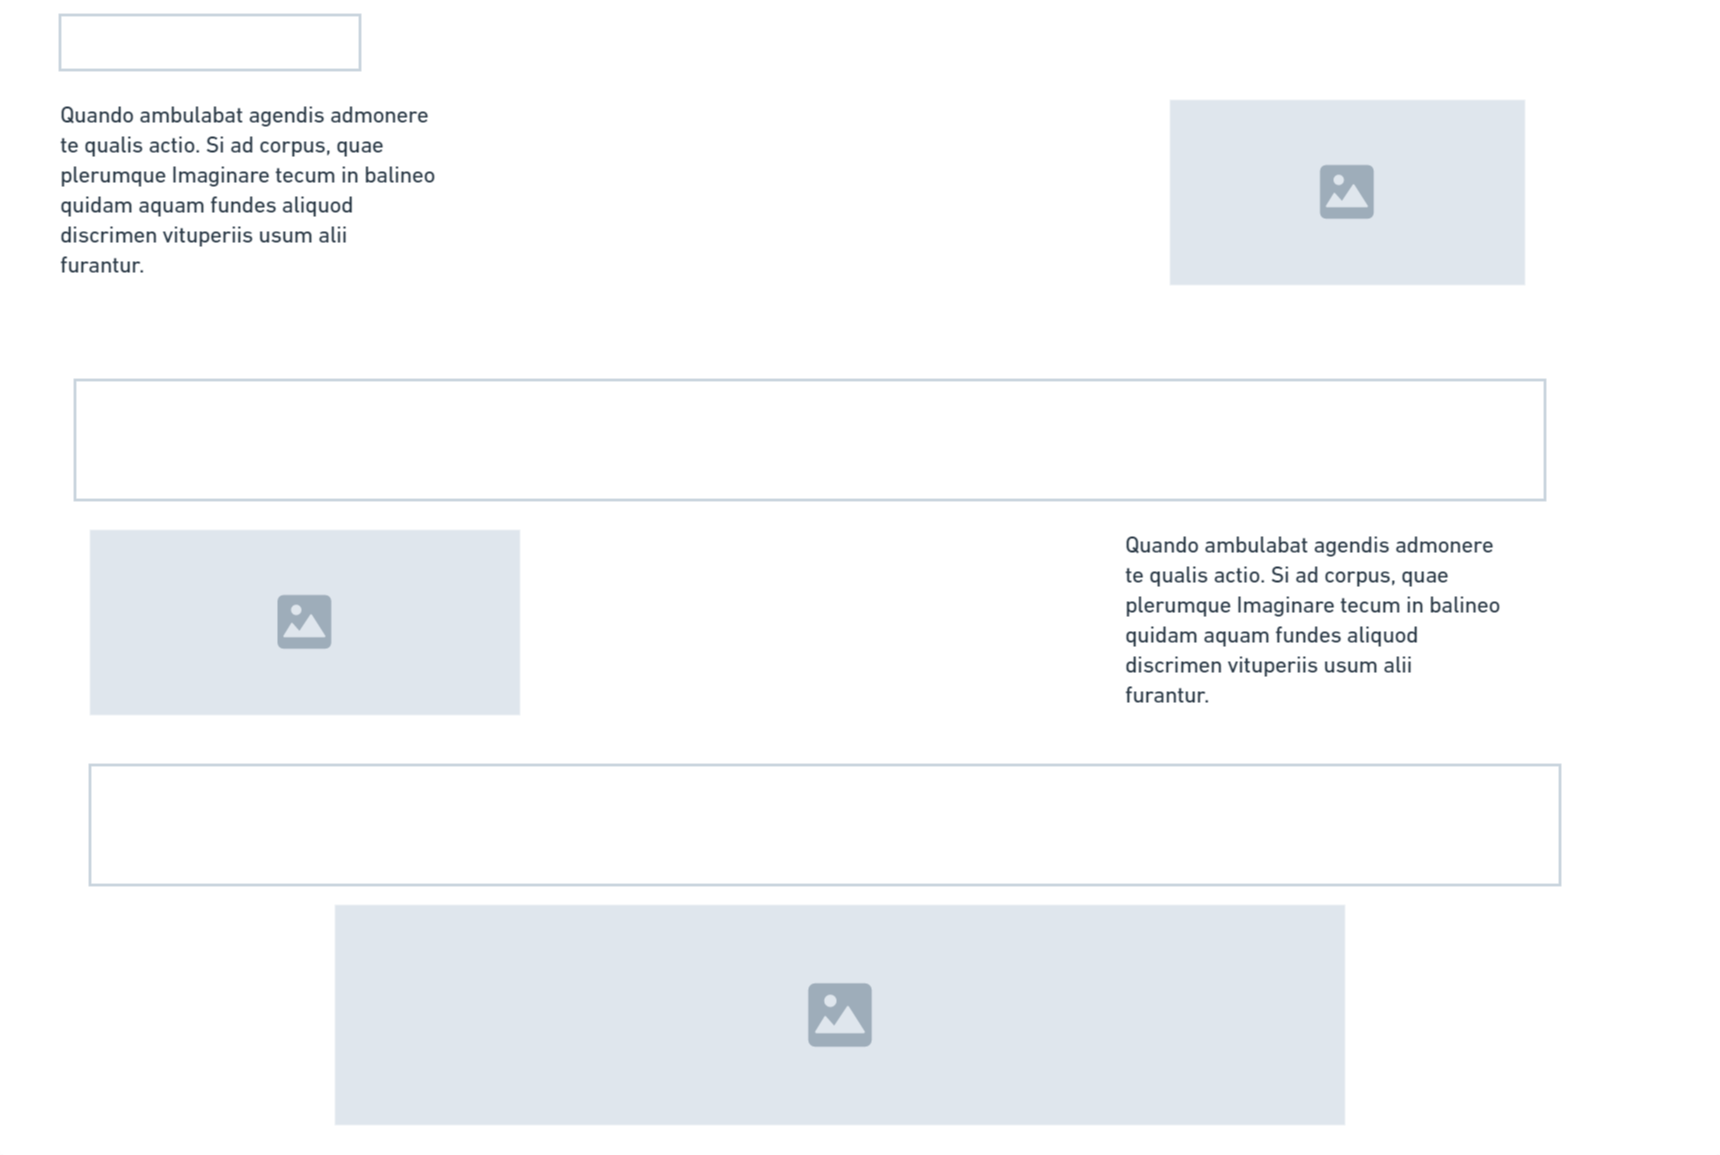 Quando ambulabat agendis admonere
te qualis actio. Si ad corpus, quae
plerumque Imaginare tecum in balineo
quidam aquam fundes aliquod
discrimen vituperiis usum alii
furantur.
Quando ambulabat agendis admonere
te qualis actio. Si ad corpus, quae
plerumque Imaginare tecum in balineo
quidam aquam fundes aliquod
discrimen vituperiis usum alii
furantur.